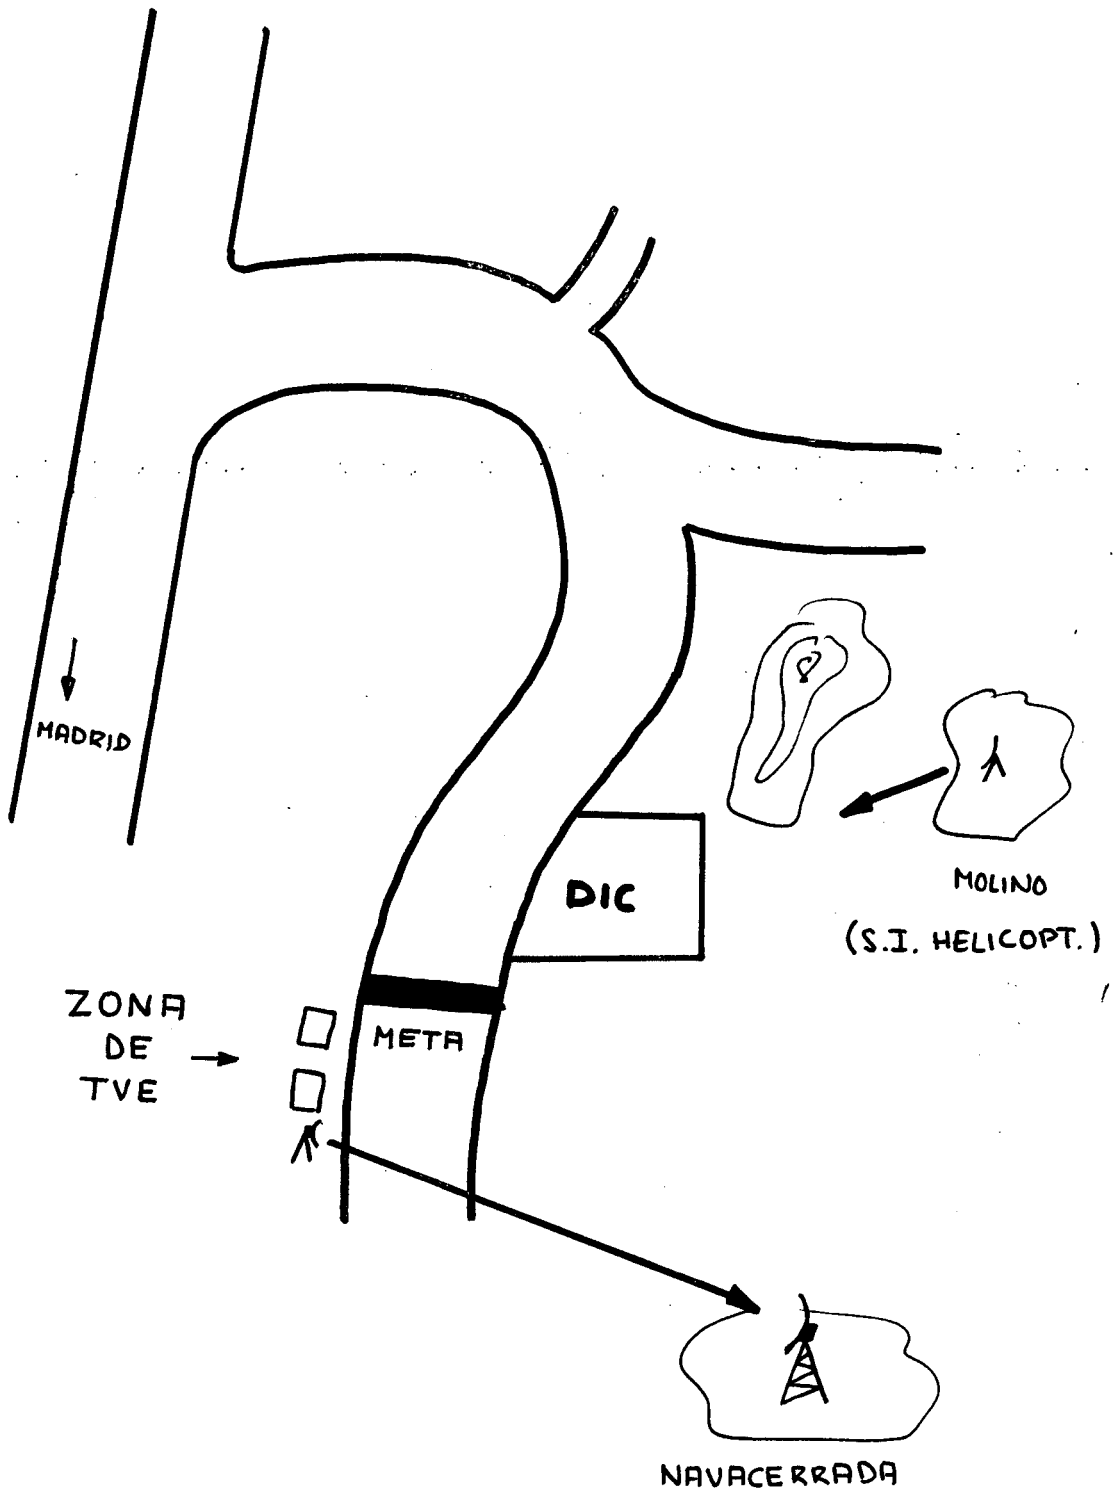 MADRID
DIC
MOLINO
(S.I. HELICOPT.)
ZONA
DE
TVE
META
NAVACERRADA